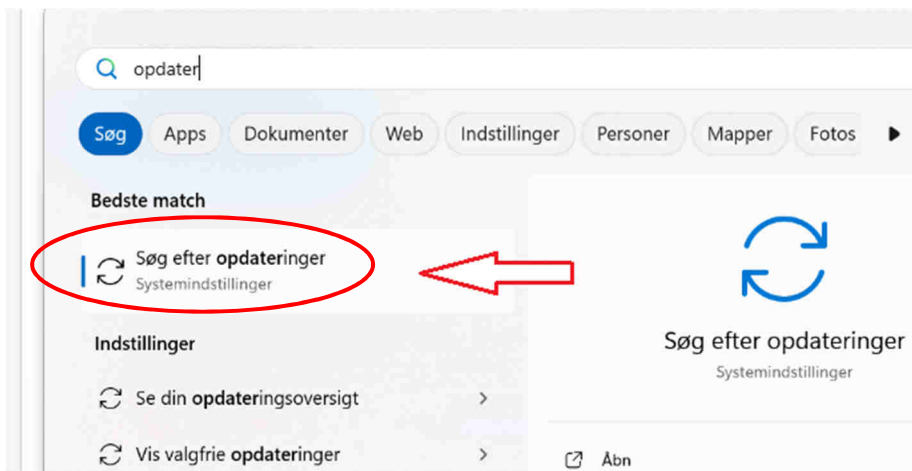 opdater
Søg Apps Dokumenter Web Indstillinger Personer Mapper Fotos
Bedste match
Søg efter opdateringer
Systemindstillinger
Indstillinger
Se din opdateringsoversigt
Vis valgfrie opdateringer
Søg efter opdateringer
Systemindstillinger
Åbn